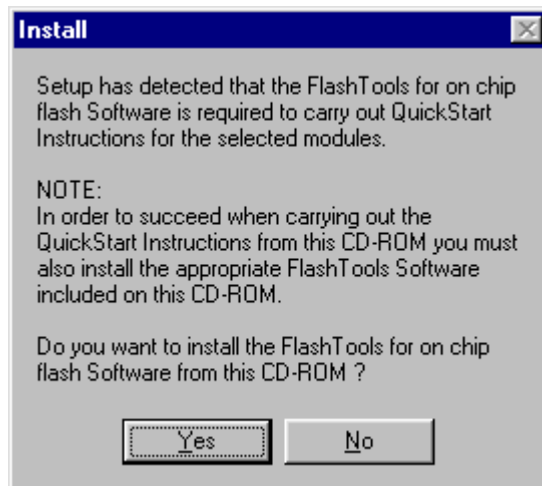 Install
Setup has detected that the FlashTools for on chip
flash Software is required to carry out QuickStart
Instructions for the selected modules.
NOTE:
In order to succeed when carrying out the
QuickStart Instructions from this CD-ROM you must
also install the appropriate FlashTools Software
included on this CD-ROM.
Do you want to install the FlashTools for on chip
flash Software from this CD-ROM ?
Yes
No